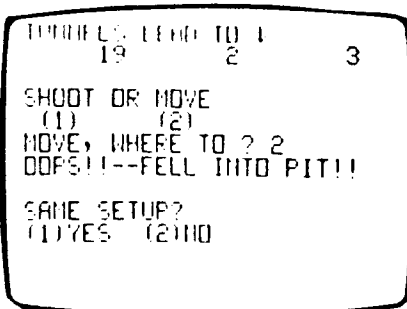 TUNNELS LEAD TO ↓
19 2 3
SHOOT OR MOVE
(1) (2)
MOVE, WHERE TO ? 2
OOPS!!--FELL INTO PIT!!
SAME SETUP?
(1)YES (2)NO